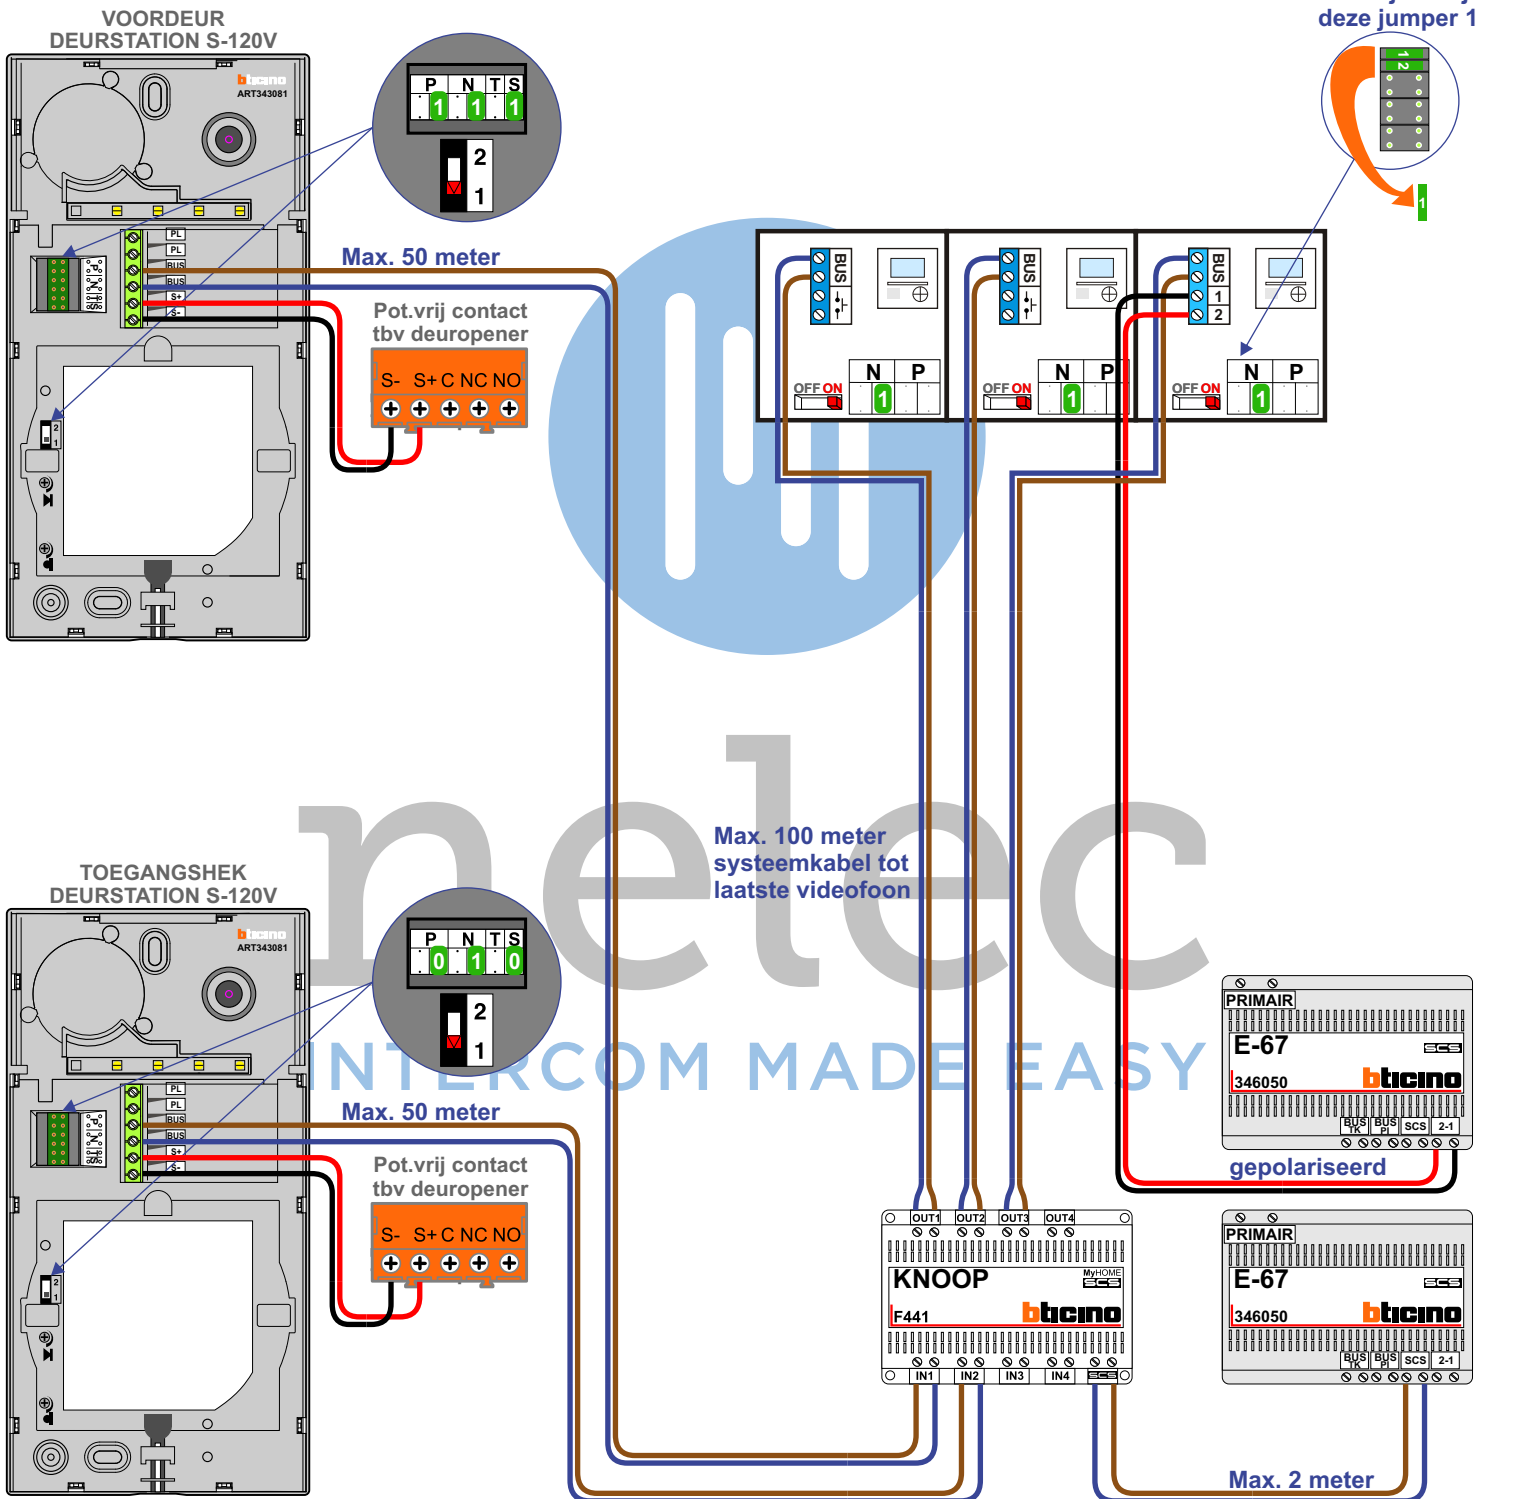 VOORDEUR
DEURSTATION S-120V
bticino
ART343081
P N T S
1 1 1
2
1
PL
PL
BUS
BUS
S+
S-
P N T S
2
1
Max. 50 meter
Pot.vrij contact
tbv deuropener
S- S+ C NC NO
deze jumper 1
1
2
1
BUS
N P
OFF ON
1
BUS
N P
OFF ON
1
BUS
1
2
N P
OFF ON
1
nelec
INTERCOM MADE EASY
Max. 100 meter
systeemkabel tot
laatste videofoon
TOEGANGSHEK
DEURSTATION S-120V
bticino
ART343081
P N T S
0 1 0
2
1
PL
PL
BUS
BUS
S+
S-
P N T S
2
1
Max. 50 meter
Pot.vrij contact
tbv deuropener
S- S+ C NC NO
PRIMAIR
E-67
SCS
346050
bticino
BUS TK BUS PI SCS 2-1
gepolariseerd
OUT1 OUT2 OUT3 OUT4
KNOOP
MyHOME
SCS
F441
bticino
IN1 IN2 IN3 IN4 SCS
PRIMAIR
E-67
SCS
346050
bticino
BUS TK BUS PI SCS 2-1
Max. 2 meter